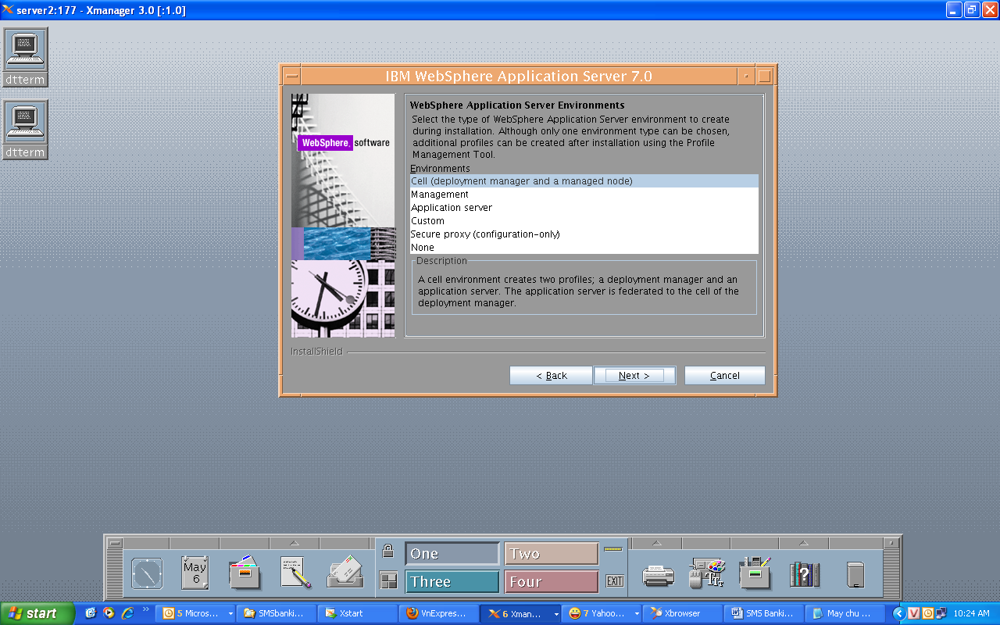 server2:177 - Xmanager 3.0 [:1.0]
dtterm
dtterm
IBM WebSphere Application Server 7.0
WebSphere. software
WebSphere Application Server Environments
Select the type of WebSphere Application Server environment to create
during installation. Although only one environment type can be chosen,
additional profiles can be created after installation using the Profile
Management Tool.
Environments
Cell (deployment manager and a managed node)
Management
Application server
Custom
Secure proxy (configuration-only)
None
Description
A cell environment creates two profiles; a deployment manager and an
application server. The application server is federated to the cell of the
deployment manager.
InstallShield
< Back
Next >
Cancel
May
6
One
Two
Three
Four
EXIT
start
5 Micros...
SMSbanki...
Xstart
VnExpres...
6 Xman...
7 Yahoo...
Xbrowser
SMS Banki...
May chu ...
10:24 AM